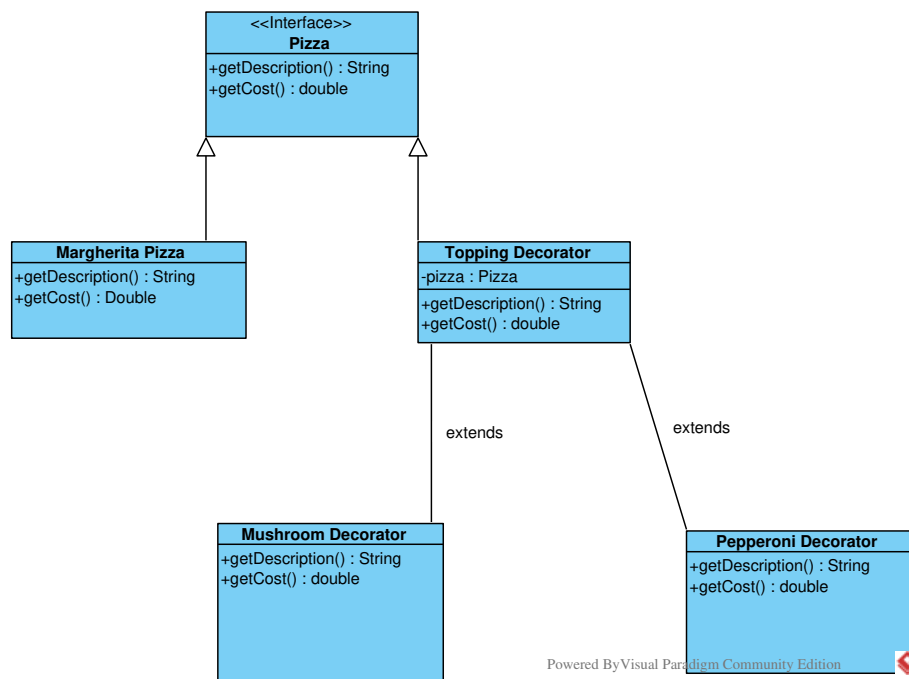 <<Interface>>
Pizza
+getDescription() : String
+getCost() : double
Margherita Pizza
+getDescription() : String
+getCost() : Double
Topping Decorator
-pizza : Pizza
+getDescription() : String
+getCost() : double
extends
extends
Mushroom Decorator
+getDescription() : String
+getCost() : double
Pepperoni Decorator
+getDescription() : String
+getCost() : double
Powered ByVisual Paradigm Community Edition